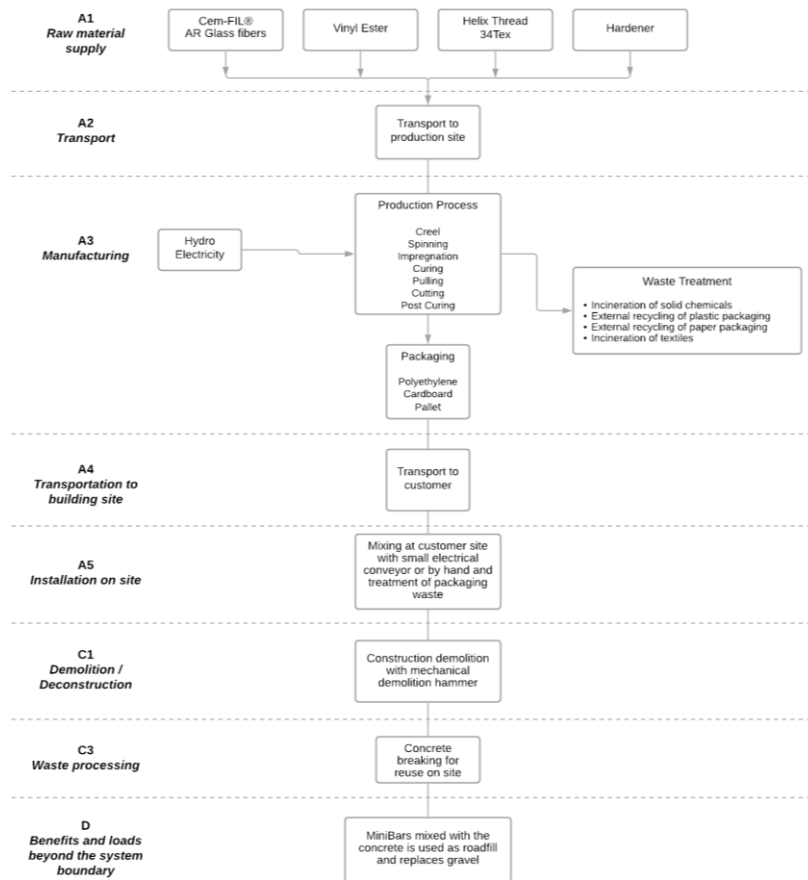 A1
Raw material
supply
Cem-FIL®
AR Glass fibers
Vinyl Ester
Helix Thread
34Tex
Hardener
A2
Transport
Transport to
production site
A3
Manufacturing
Hydro
Electricity
Production Process
Creel
Spinning
Impregnation
Curing
Pulling
Cutting
Post Curing
Waste Treatment
• Incineration of solid chemicals
• External recycling of plastic packaging
• External recycling of paper packaging
• Incineration of textiles
Packaging
Polyethylene
Cardboard
Pallet
A4
Transportation to
building site
Transport to
customer
A5
Installation on site
Mixing at customer site
with small electrical
conveyor or by hand and
treatment of packaging
waste
C1
Demolition /
Deconstruction
Construction demolition
with mechanical
demolition hammer
C3
Waste processing
Concrete
breaking for
reuse on site
D
Benefits and loads
beyond the system
boundary
MiniBars mixed with the
concrete is used as roadfill
and replaces gravel